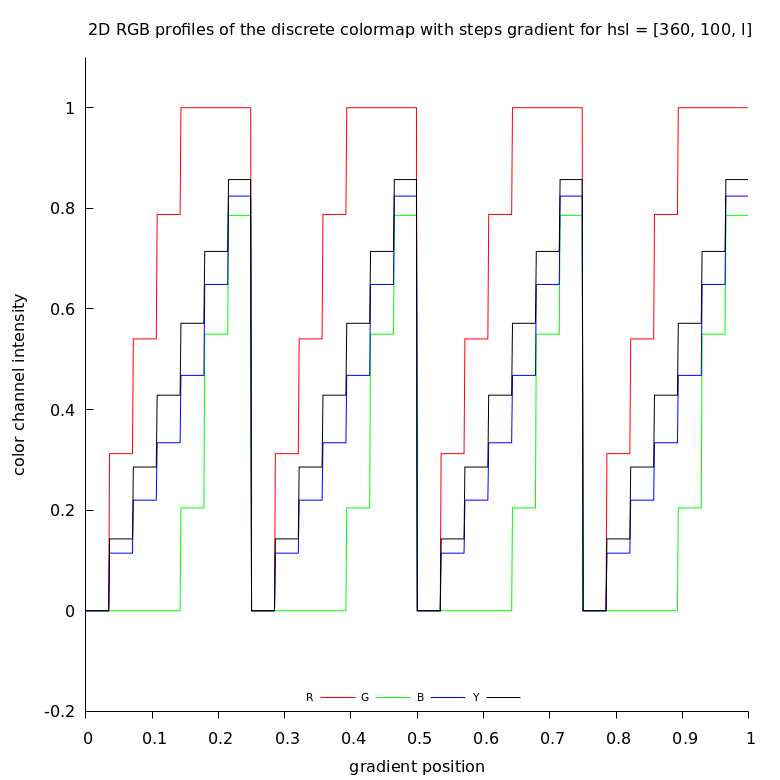 2D RGB profiles of the discrete colormap with steps gradient for hsl = [360, 100, l]
1
0.8
0.6
0.4
0.2
0
-0.2
color channel intensity
R G B Y
0 0.1 0.2 0.3 0.4 0.5 0.6 0.7 0.8 0.9 1
gradient position